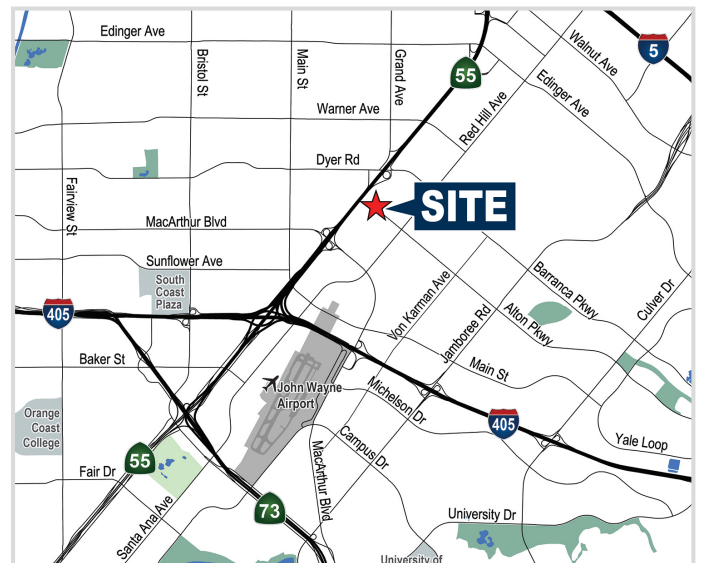 Edinger Ave
Bristol St
Main St
Grand Ave
55
Walnut Ave
5
Edinger Ave
Red Hill Ave
Warner Ave
Dyer Rd
Fairview St
SITE
MacArthur Blvd
Sunflower Ave
South
Coast
Plaza
405
Von Karman Ave
Jamboree Rd
Barranca Pkwy
Alton Pkwy
Culver Dr
Baker St
Main St
John Wayne
Airport
Michelson Dr
Orange
Coast
College
405
Yale Loop
Campus Dr
MacArthur Blvd
55
Fair Dr
73
Santa Ana Ave
University Dr
University of